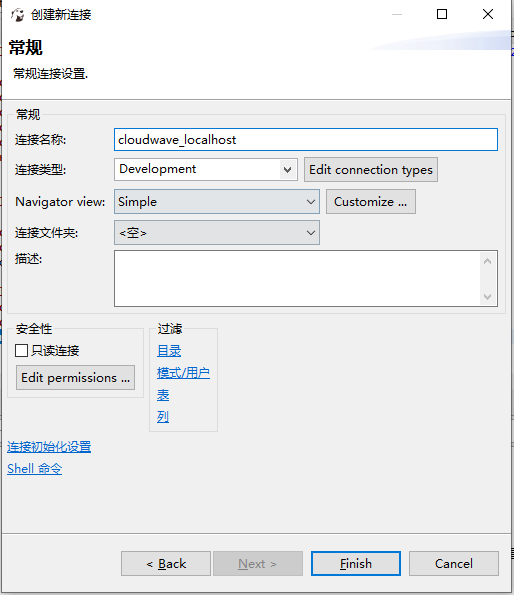 创建新连接
常规
常规连接设置.
常规
连接名称:
cloudwave_localhost
连接类型:
Development
Edit connection types
Navigator view:
Simple
Customize ...
连接文件夹:
<空>
描述:
安全性
只读连接
Edit permissions ...
过滤
目录
模式/用户
表
列
连接初始化设置
Shell 命令
< Back
Next >
Finish
Cancel